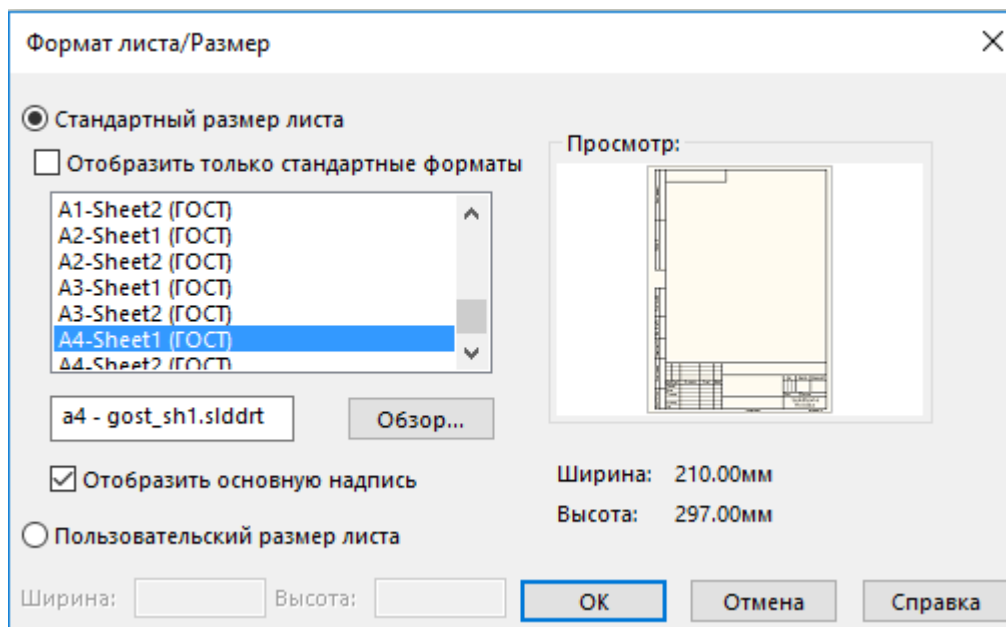 Формат листа/Размер
Стандартный размер листа
Отобразить только стандартные форматы
Просмотр:
A1-Sheet2 (ГОСТ)
A2-Sheet1 (ГОСТ)
A2-Sheet2 (ГОСТ)
A3-Sheet1 (ГОСТ)
A3-Sheet2 (ГОСТ)
A4-Sheet1 (ГОСТ)
A4-Sheet2 (ГОСТ)
a4 - gost_sh1.slddrt
Обзор...
Отобразить основную надпись
Ширина: 210.00мм
Высота: 297.00мм
Пользовательский размер листа
Ширина: Высота:
OK Отмена Справка